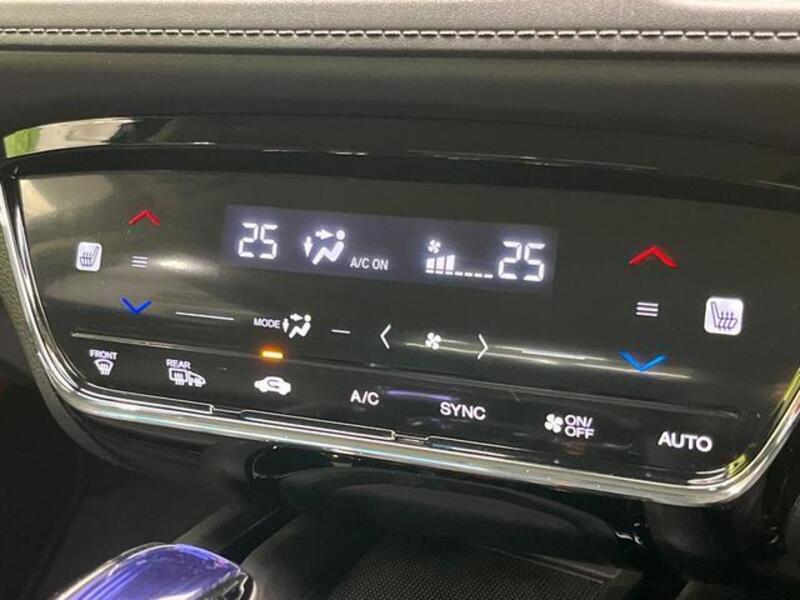 25 A/C ON 25
MODE
FRONT
REAR
A/C
SYNC
ON/
OFF
AUTO